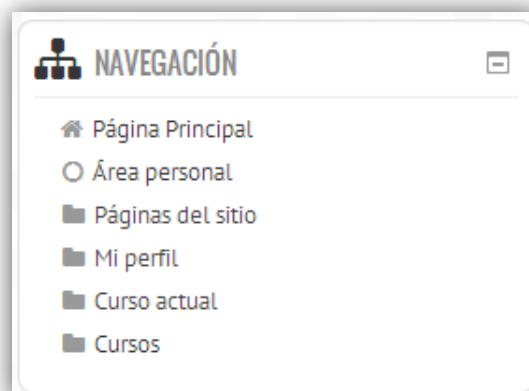 NAVEGACIÓN
Página Principal
Área personal
Páginas del sitio
Mi perfil
Curso actual
Cursos